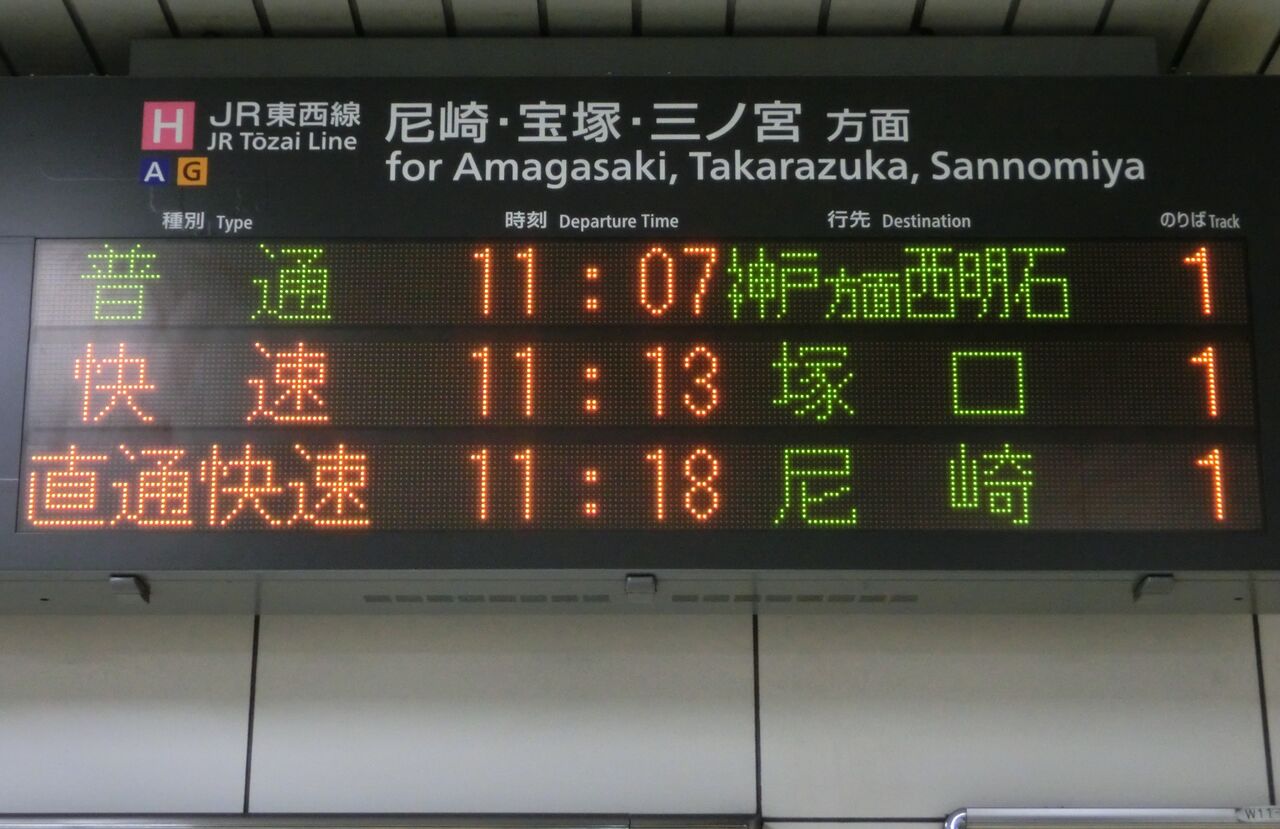 H JR東西線 尼崎・宝塚・三ノ宮 方面
JR Tōzai Line for Amagasaki, Takarazuka, Sannomiya
A G
種別 Type 時刻 Departure Time 行先 Destination のりば Track
普通 11:07 神戸方面西明石 1
快速 11:13 塚口 1
直通快速 11:18 尼崎 1